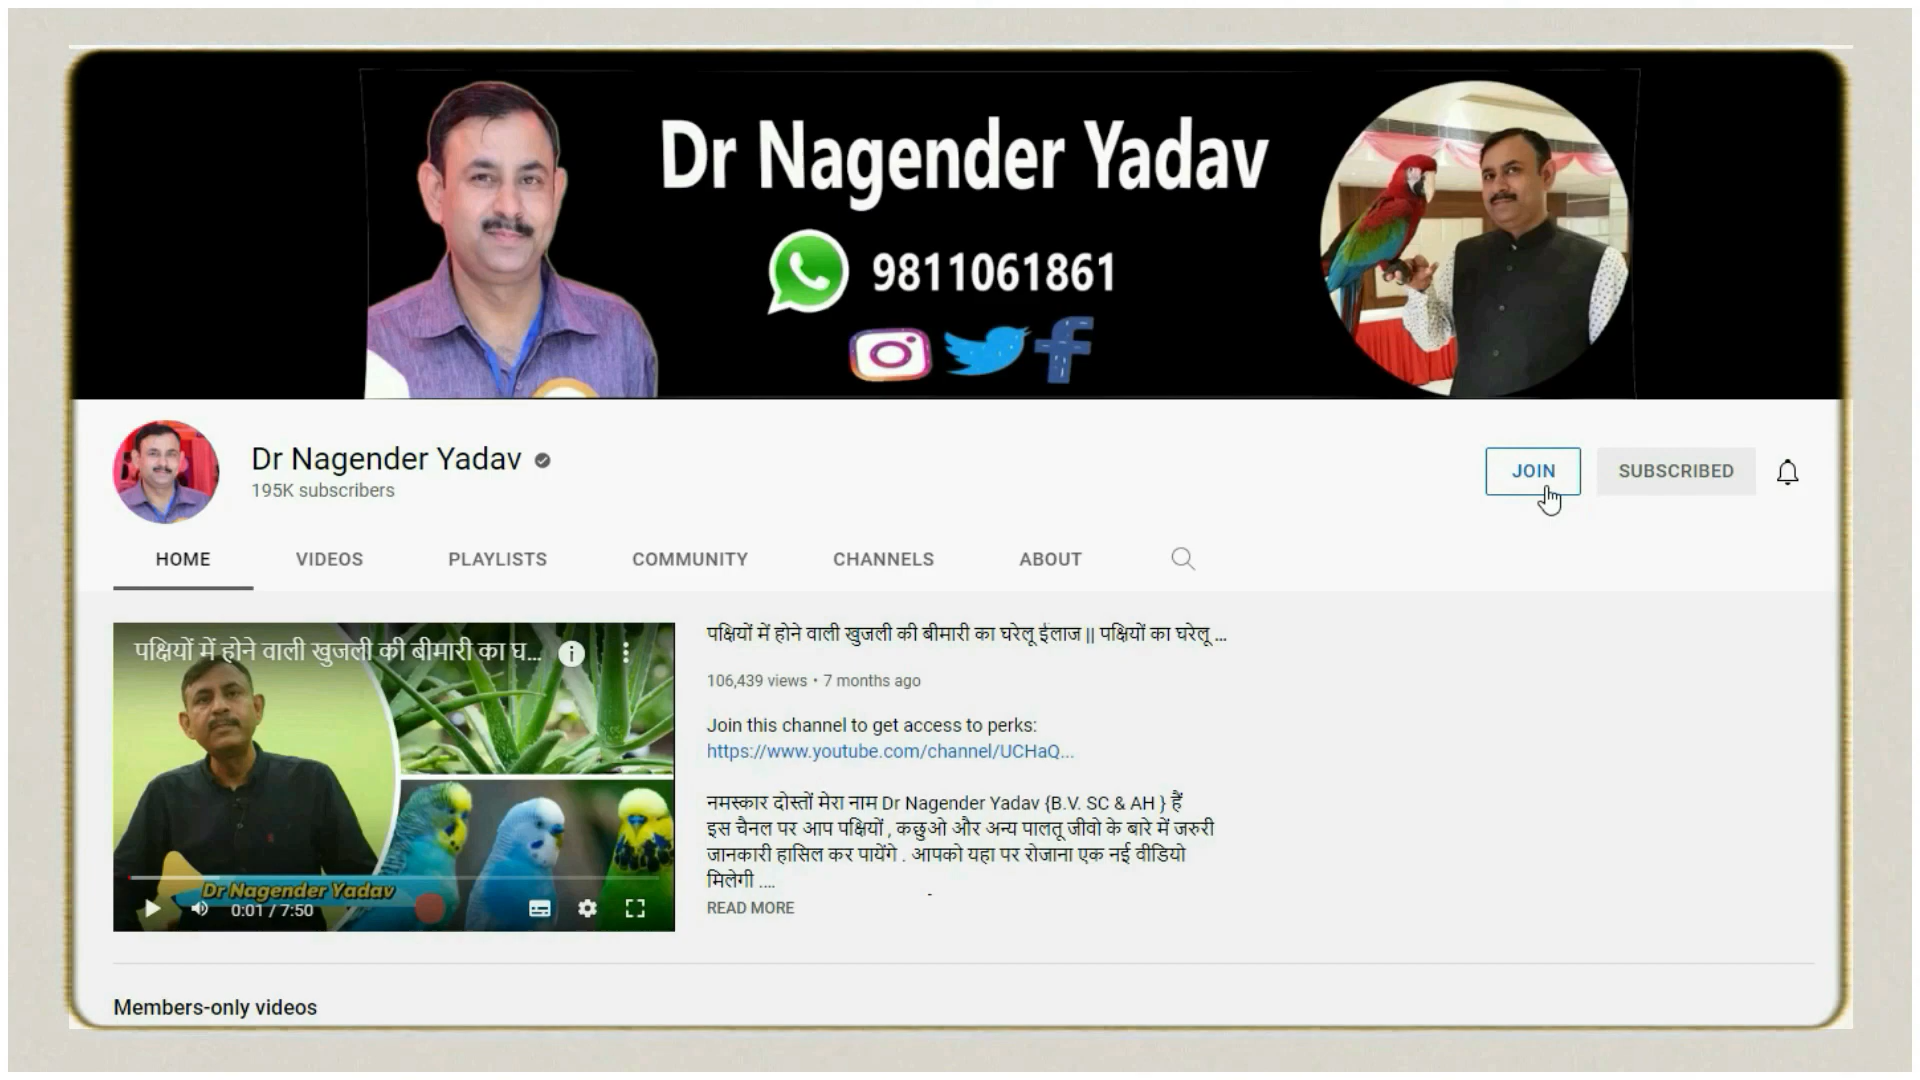 Dr Nagender Yadav
9811061861
Dr Nagender Yadav
195K subscribers
JOIN
SUBSCRIBED
HOME
VIDEOS
PLAYLISTS
COMMUNITY
CHANNELS
ABOUT
पक्षियों में होने वाली खुजली की बीमारी का घ...
Dr Nagender Yadav
0:01 / 7:50
पक्षियों में होने वाली खुजली की बीमारी का घरेलू ईलाज || पक्षियों का घरेलू ...
106,439 views • 7 months ago
Join this channel to get access to perks:
https://www.youtube.com/channel/UCHaQ...
नमस्कार दोस्तों मेरा नाम Dr Nagender Yadav {B.V. SC & AH } हैं
इस चैनल पर आप पक्षियों , कछुओ और अन्य पालतू जीवो के बारे में जरुरी
जानकारी हासिल कर पायेंगे . आपको यहा पर रोजाना एक नई वीडियो
मिलेगी ....
READ MORE
Members-only videos